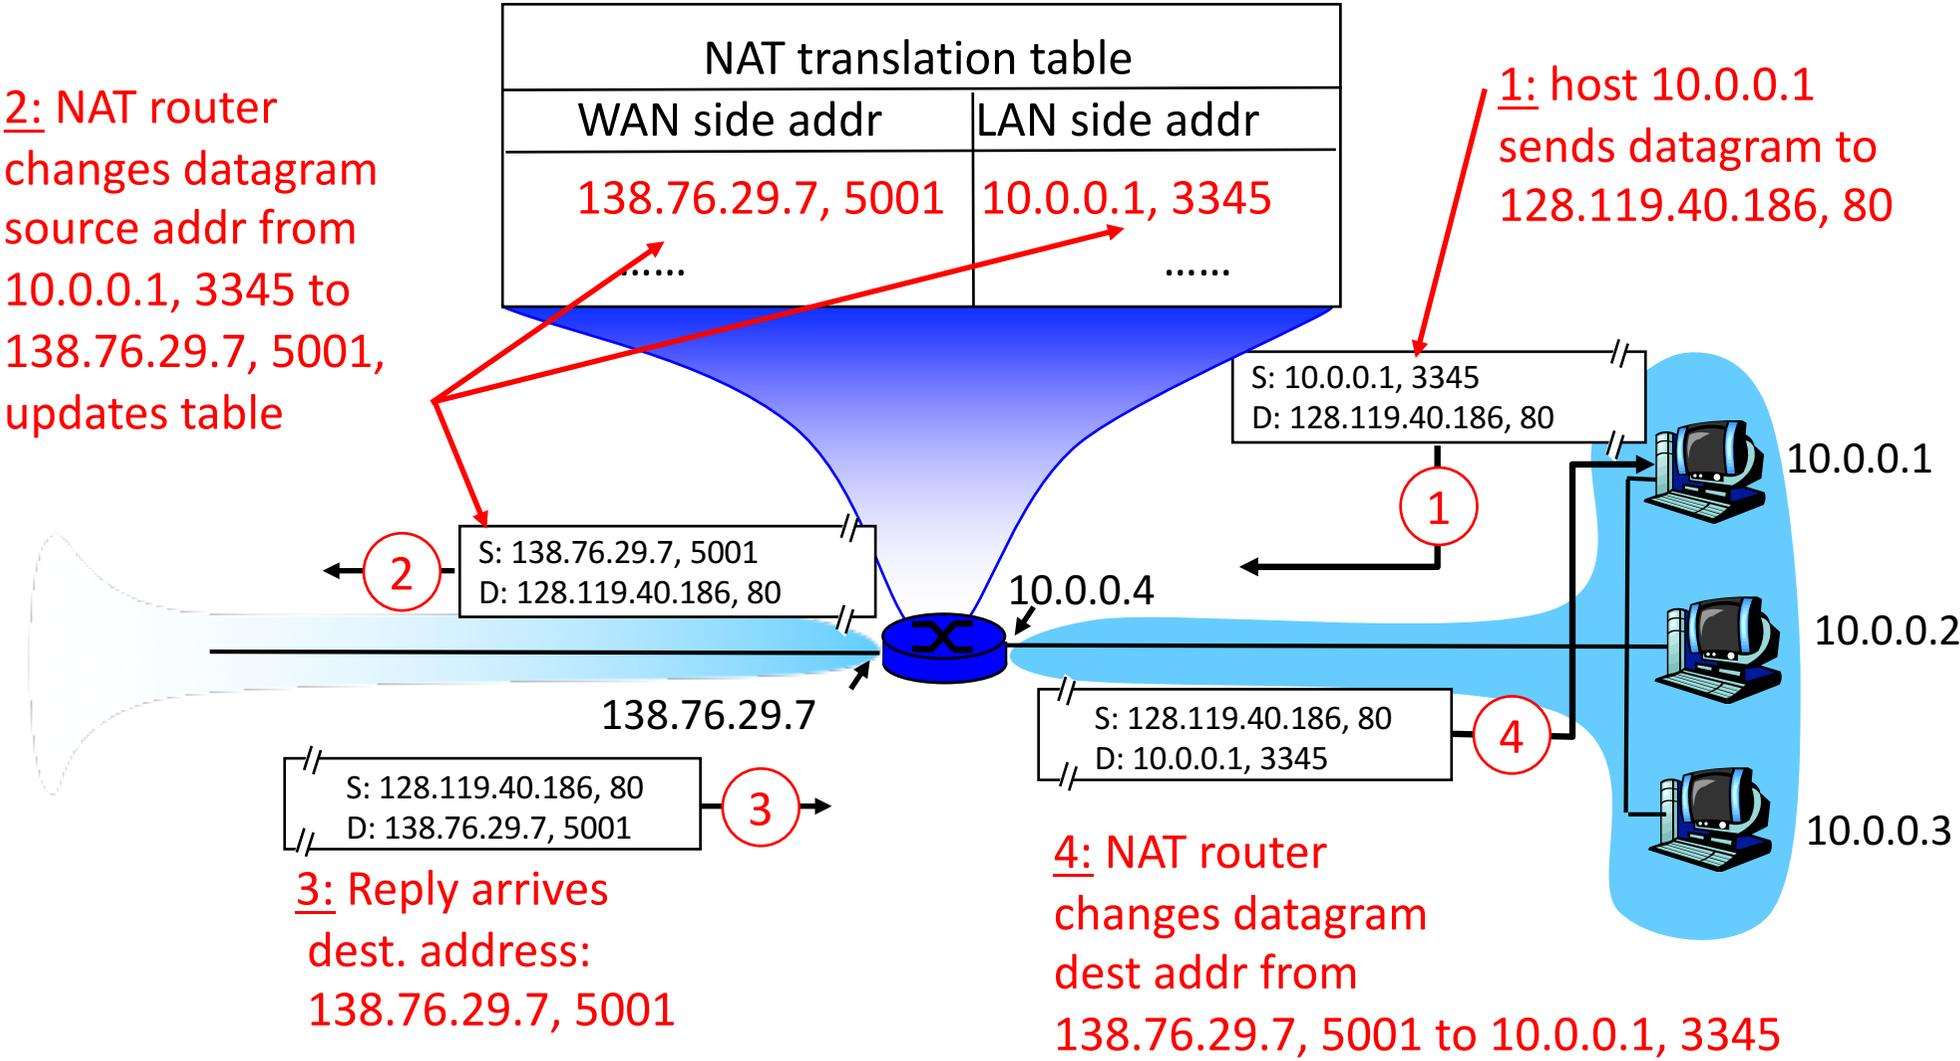 NAT translation table
WAN side addr LAN side addr
138.76.29.7, 5001 10.0.0.1, 3345
...... ......
2: NAT router
changes datagram
source addr from
10.0.0.1, 3345 to
138.76.29.7, 5001,
updates table
1: host 10.0.0.1
sends datagram to
128.119.40.186, 80
S: 10.0.0.1, 3345
D: 128.119.40.186, 80
1
10.0.0.1
2
S: 138.76.29.7, 5001
D: 128.119.40.186, 80
10.0.0.4
10.0.0.2
138.76.29.7
S: 128.119.40.186, 80
D: 10.0.0.1, 3345
4
S: 128.119.40.186, 80
D: 138.76.29.7, 5001
3
10.0.0.3
3: Reply arrives
dest. address:
138.76.29.7, 5001
4: NAT router
changes datagram
dest addr from
138.76.29.7, 5001 to 10.0.0.1, 3345